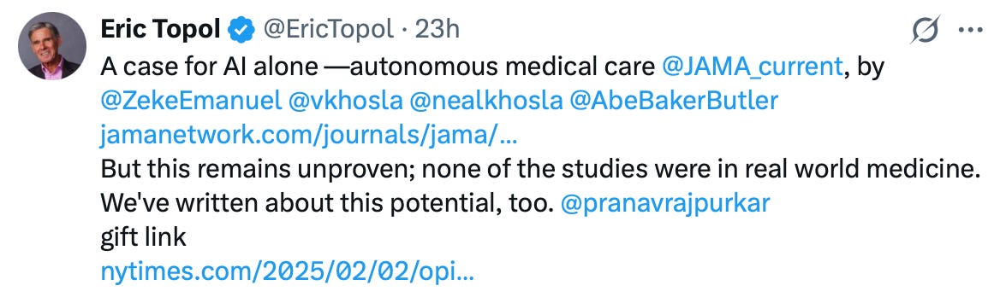 Eric Topol @EricTopol · 23h
A case for AI alone —autonomous medical care @JAMA_current, by
@ZekeEmanuel @vkhosla @nealkhosla @AbeBakerButler
jamanetwork.com/journals/jama/...
But this remains unproven; none of the studies were in real world medicine.
We've written about this potential, too. @pranavrajpurkar
gift link
nytimes.com/2025/02/02/opi...